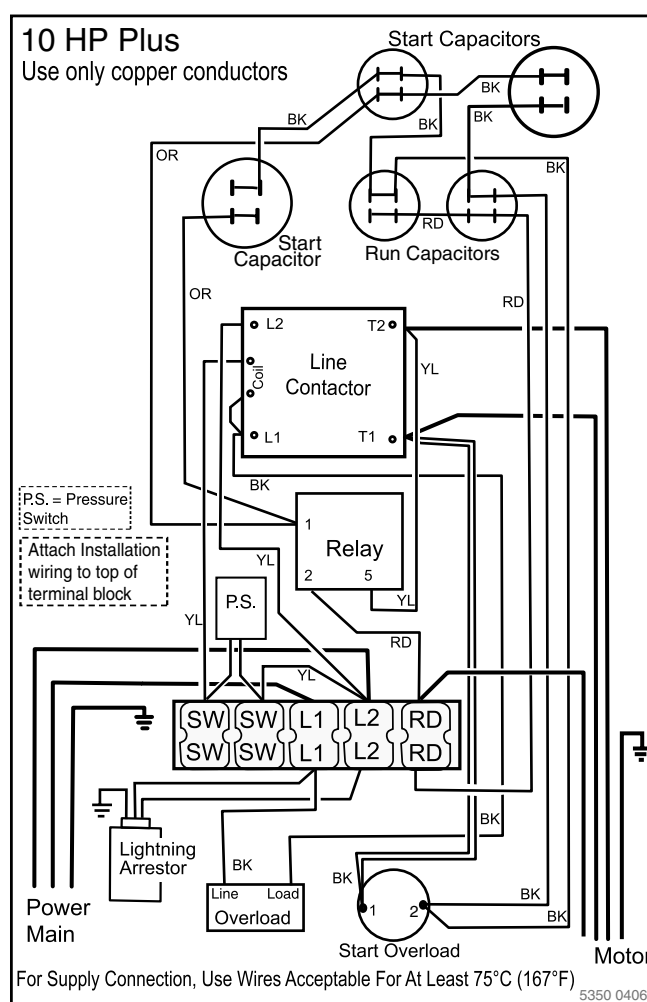 10 HP Plus
Use only copper conductors
Start Capacitors
BK
BK
BK
BK
OR
BK
Start
Capacitor
RD
Run Capacitors
OR
RD
L2
T2
Coil
Line
Contactor
YL
L1
T1
BK
P.S. = Pressure
Switch
1
Relay
2
5
Attach Installation
wiring to top of
terminal block
YL
P.S.
YL
YL
RD
YL
SW SW L1 L2 RD
SW SW L1 L2 RD
BK
Lightning
Arrestor
BK
Line
Load
Overload
BK
1
2
BK
BK
Start Overload
Power
Main
Motor
For Supply Connection, Use Wires Acceptable For At Least 75°C (167°F)
5350 0406